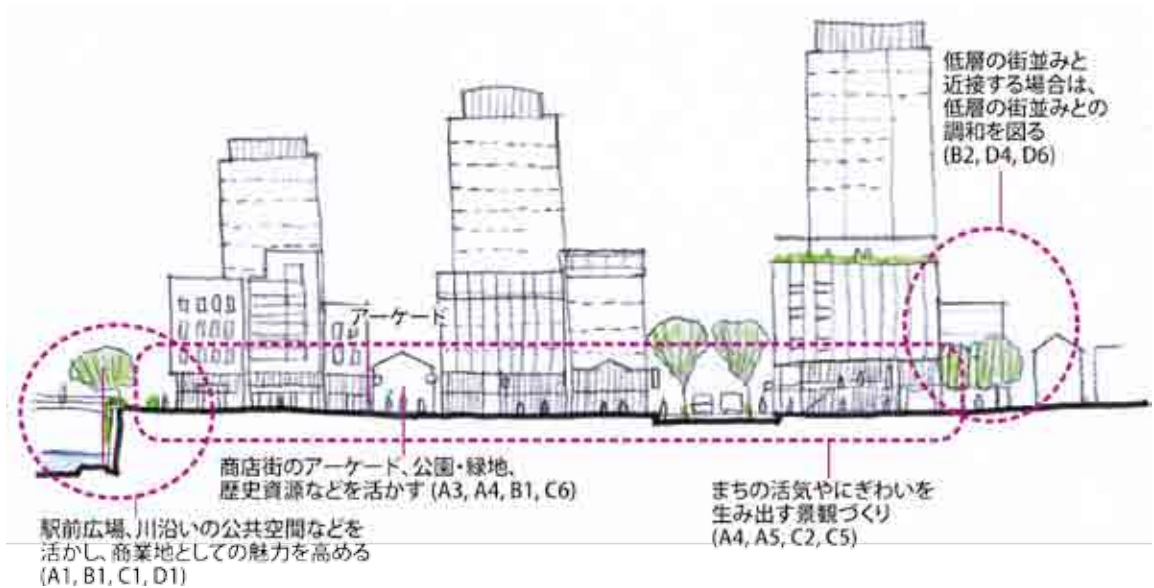 低層の街並みと
近接する場合は、
低層の街並みとの
調和を図る
(B2, D4, D6)
アーケード
商店街のアーケード、公園・緑地、
歴史資源などを活かす (A3, A4, B1, C6)
まちの活気やにぎわいを
生み出す景観づくり
(A4, A5, C2, C5)
駅前広場、川沿いの公共空間などを
活かし、商業地としての魅力を高める
(A1, B1, C1, D1)